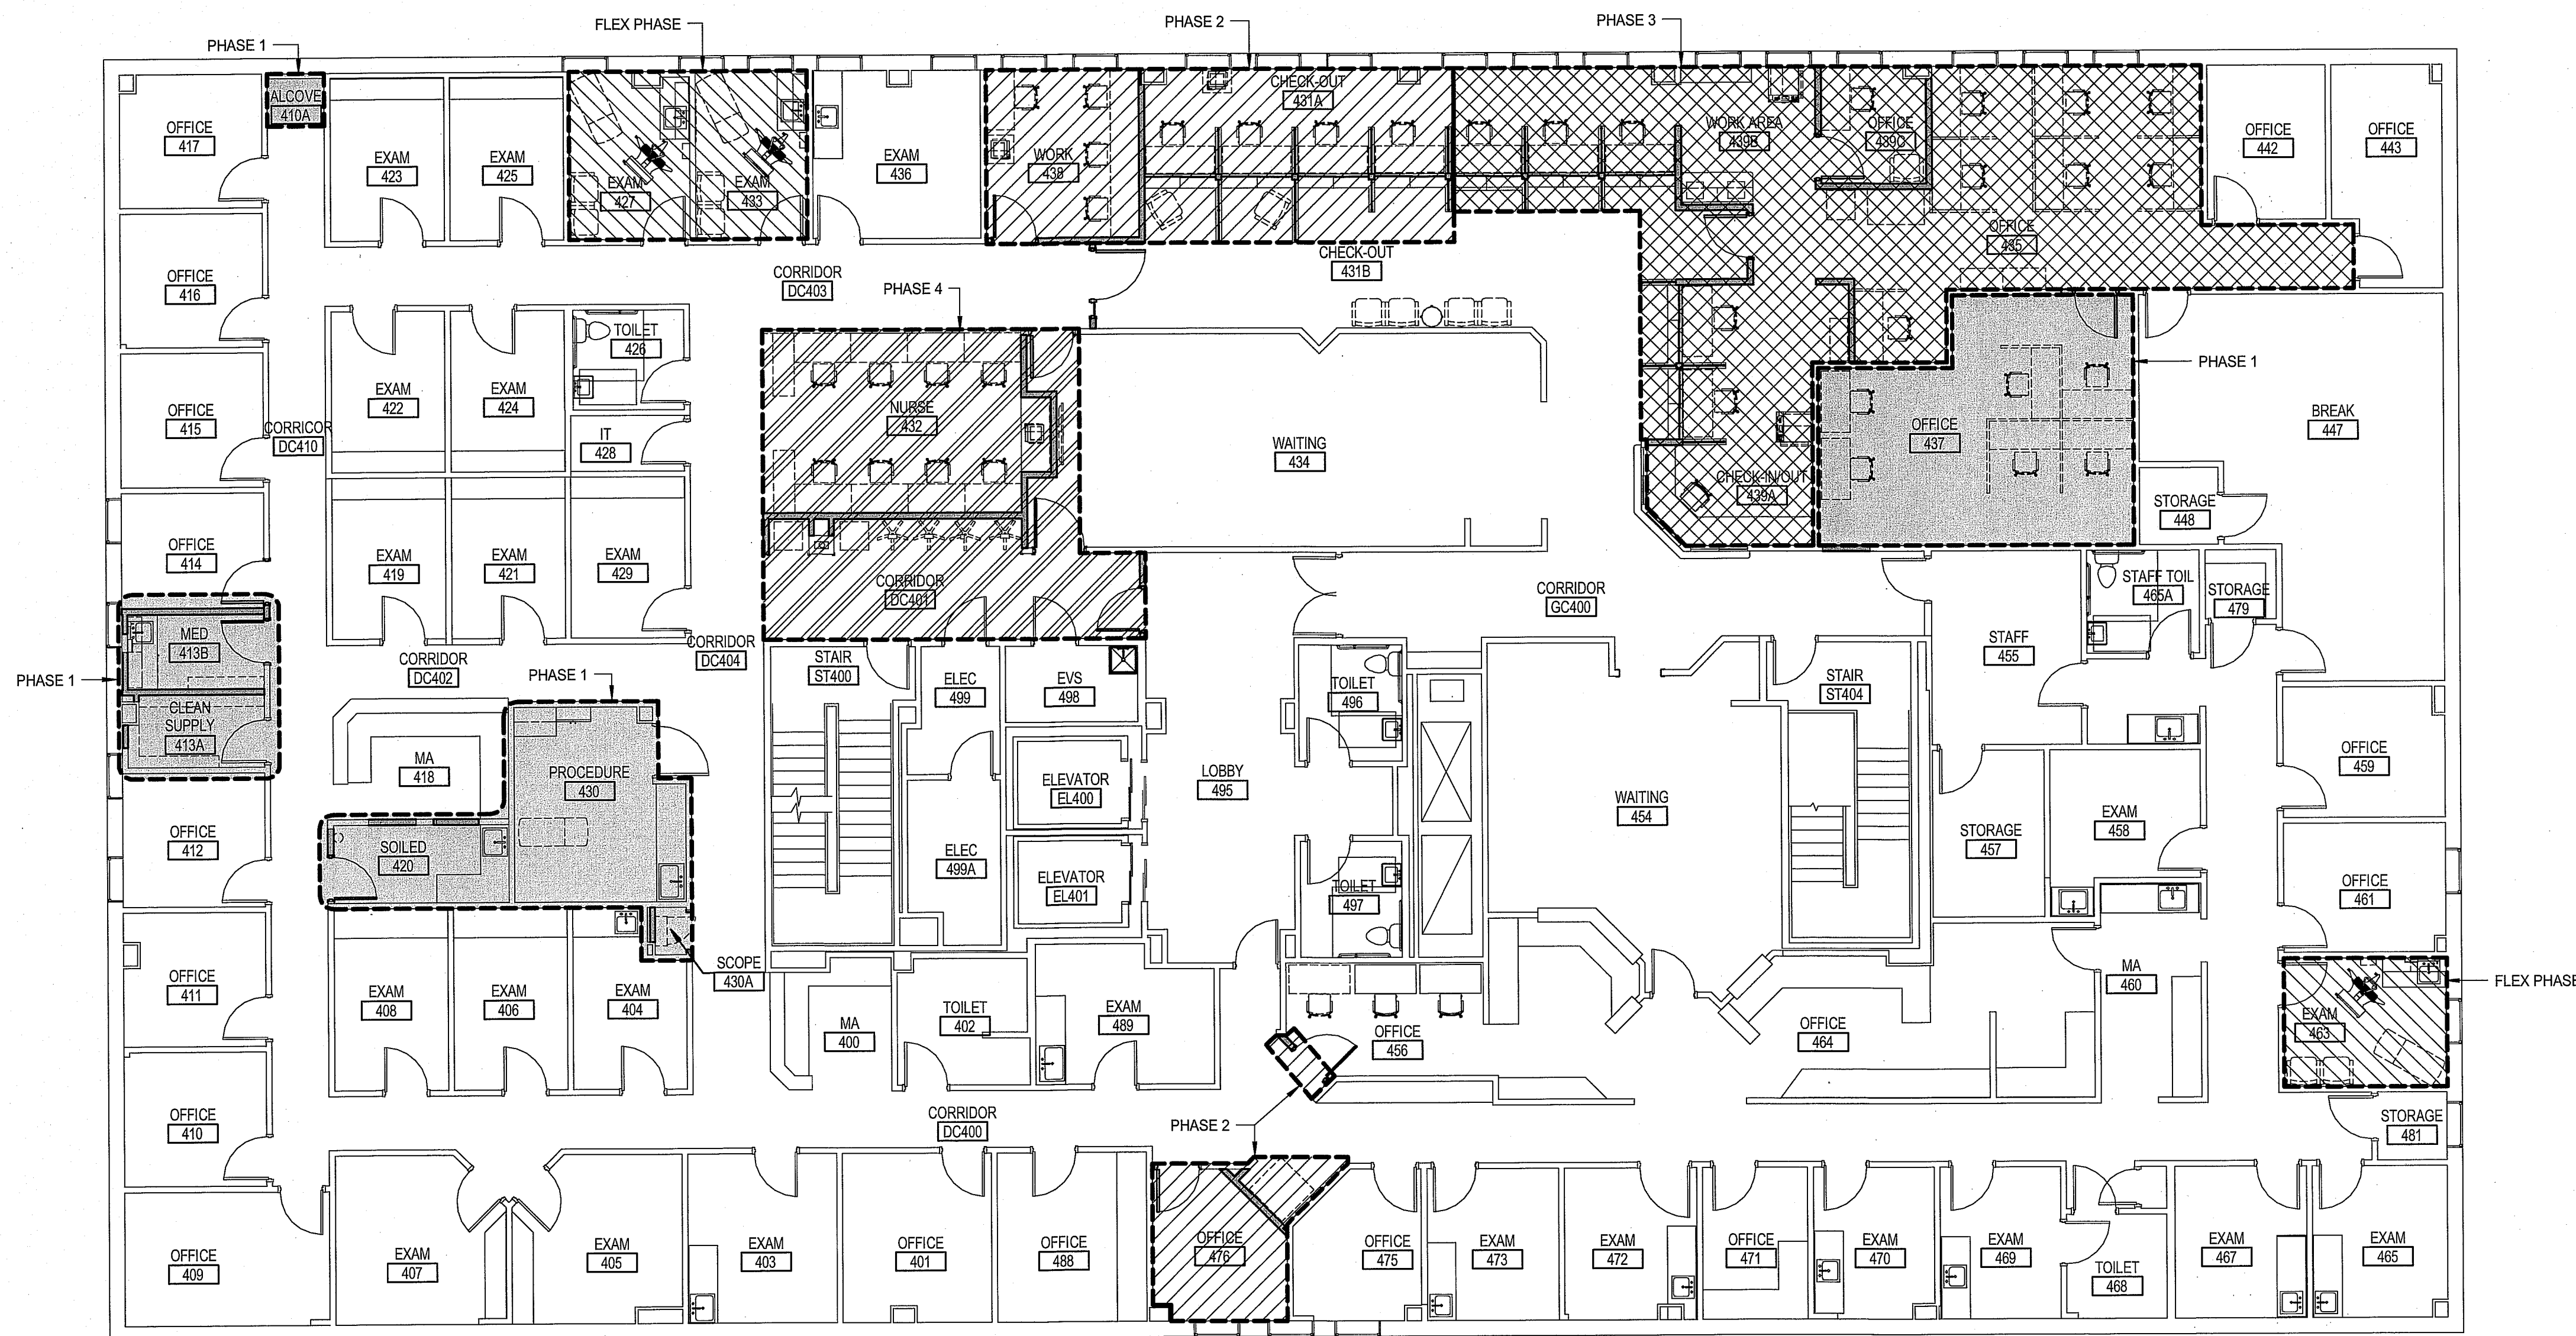 FLEX PHASE
PHASE 2
PHASE 3
PHASE 1
ALCOVE
410A
OFFICE
417
EXAM
423
EXAM
425
EXAM
427
EXAM
433
EXAM
436
WORK
438
CHECK-OUT
431A
WORK AREA
439B
OFFICE
439C
OFFICE
442
OFFICE
443
OFFICE
435
OFFICE
416
CORRIDOR
DC403
CHECK-OUT
431B
PHASE 4
TOILET
426
PHASE 1
OFFICE
415
EXAM
422
EXAM
424
IT
428
CORRICOR
DC410
NURSE
432
WAITING
434
OFFICE
437
BREAK
447
CHECK-IN/OUT
439A
STORAGE
448
OFFICE
414
EXAM
419
EXAM
421
EXAM
429
CORRIDOR
DC401
CORRIDOR
GC400
STAFF TOIL
465A
STORAGE
479
MED
413B
PHASE 1
CLEAN
SUPPLY
413A
CORRIDOR
DC402
PHASE 1
CORRIDOR
DC404
STAIR
ST400
ELEC
499
EVS
498
TOILET
496
STAIR
ST404
STAFF
455
MA
418
PROCEDURE
430
ELEVATOR
EL400
LOBBY
495
WAITING
454
OFFICE
459
OFFICE
412
SOILED
420
ELEC
499A
ELEVATOR
EL401
TOILET
497
STORAGE
457
EXAM
458
OFFICE
461
OFFICE
411
EXAM
408
EXAM
406
EXAM
404
SCOPE
430A
MA
400
TOILET
402
EXAM
489
OFFICE
456
OFFICE
464
MA
460
EXAM
463
FLEX PHASE
OFFICE
410
CORRIDOR
DC400
PHASE 2
STORAGE
481
OFFICE
409
EXAM
407
EXAM
405
EXAM
403
OFFICE
401
OFFICE
488
OFFICE
476
OFFICE
475
EXAM
473
EXAM
472
OFFICE
471
EXAM
470
EXAM
469
TOILET
468
EXAM
467
EXAM
465